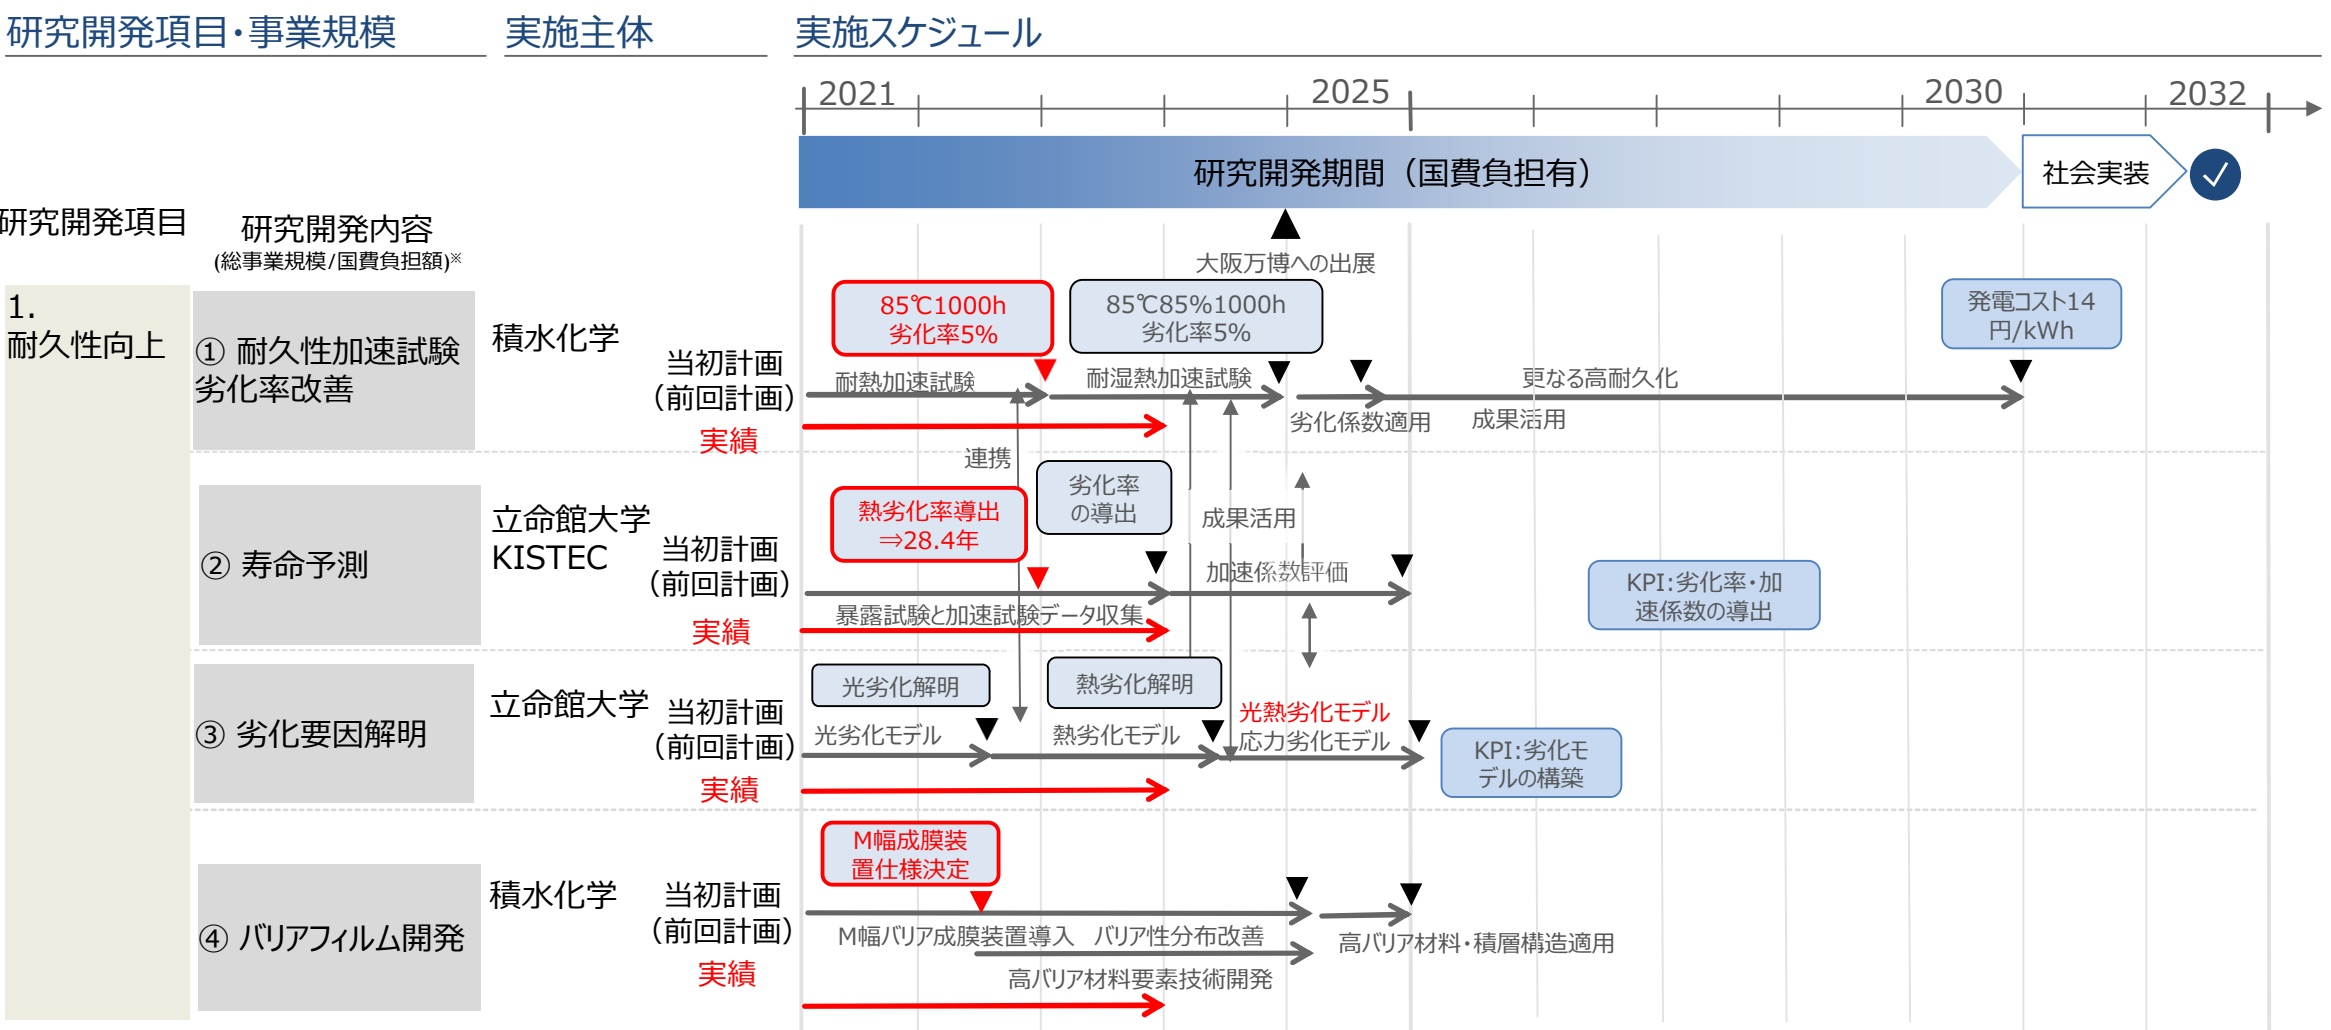 研究開発項目・事業規模
実施主体
実施スケジュール
2021
2025
2030
2032
研究開発期間（国費負担有）
社会実装
研究開発項目
研究開発内容
(総事業規模/国費負担額)※
大阪万博への出展
1.
耐久性向上
① 耐久性加速試験
劣化率改善
積水化学
当初計画
（前回計画）
実績
85℃1000h
劣化率5%
85℃85%1000h
劣化率5%
発電コスト14
円/kWh
耐熱加速試験
耐湿熱加速試験
更なる高耐久化
劣化係数適用
成果活用
連携
② 寿命予測
立命館大学
KISTEC
当初計画
（前回計画）
実績
熱劣化率導出
⇒28.4年
劣化率
の導出
成果活用
加速係数評価
暴露試験と加速試験データ収集
KPI:劣化率・加
速係数の導出
③ 劣化要因解明
立命館大学
当初計画
（前回計画）
実績
光劣化解明
熱劣化解明
光劣化モデル
熱劣化モデル
光熱劣化モデル
応力劣化モデル
KPI:劣化モ
デルの構築
④ バリアフィルム開発
積水化学
当初計画
（前回計画）
実績
M幅成膜装
置仕様決定
M幅バリア成膜装置導入
バリア性分布改善
高バリア材料・積層構造適用
高バリア材料要素技術開発